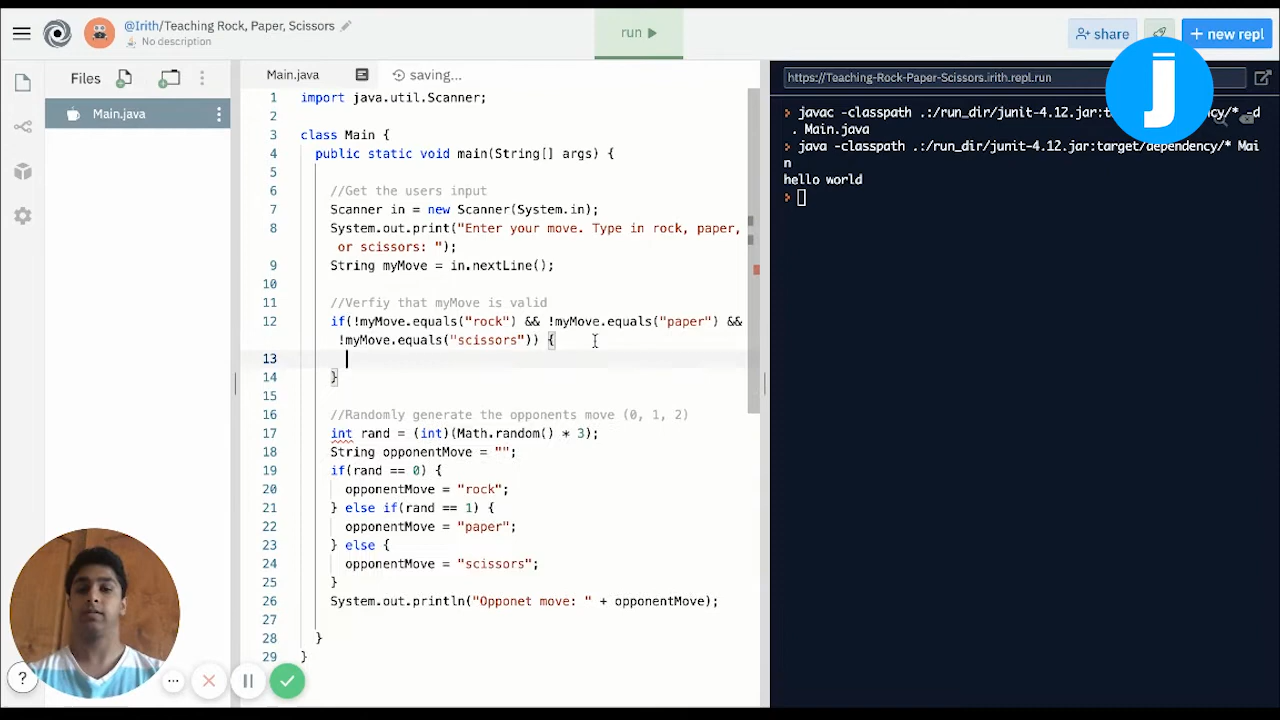 @Irith/Teaching Rock, Paper, Scissors
No description
run
share
+ new repl
Files
Main.java
Main.java
saving...
https://Teaching-Rock-Paper-Scissors.irith.repl.run
J
1 import java.util.Scanner;
2
3 class Main {
4 public static void main(String[] args) {
5
6 //Get the users input
7 Scanner in = new Scanner(System.in);
8 System.out.print("Enter your move. Type in rock, paper,
or scissors: ");
9 String myMove = in.nextLine();
10
11 //Verfiy that myMove is valid
12 if(!myMove.equals("rock") && !myMove.equals("paper") &&
!myMove.equals("scissors")) {
13
14 }
15
16 //Randomly generate the opponents move (0, 1, 2)
17 int rand = (int)(Math.random() * 3);
18 String opponentMove = "";
19 if(rand == 0) {
20 opponentMove = "rock";
21 } else if(rand == 1) {
22 opponentMove = "paper";
23 } else {
24 opponentMove = "scissors";
25 }
26 System.out.println("Opponet move: " + opponentMove);
27
28 }
29 }
javac -classpath .:/run_dir/junit-4.12.jar:ta dependency/* -d
. Main.java
java -classpath .:/run_dir/junit-4.12.jar:target/dependency/* Mai
n
hello world
?